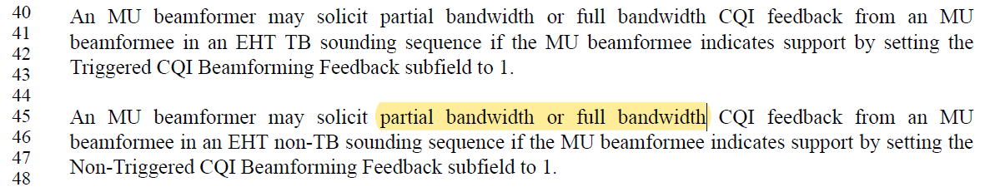 40 An MU beamformer may solicit partial bandwidth or full bandwidth CQI feedback from an MU
41 beamformee in an EHT TB sounding sequence if the MU beamformee indicates support by setting the
42 Triggered CQI Beamforming Feedback subfield to 1.
43
44
45 An MU beamformer may solicit partial bandwidth or full bandwidth CQI feedback from an MU
46 beamformee in an EHT non-TB sounding sequence if the MU beamformee indicates support by setting the
47 Non-Triggered CQI Beamforming Feedback subfield to 1.
48